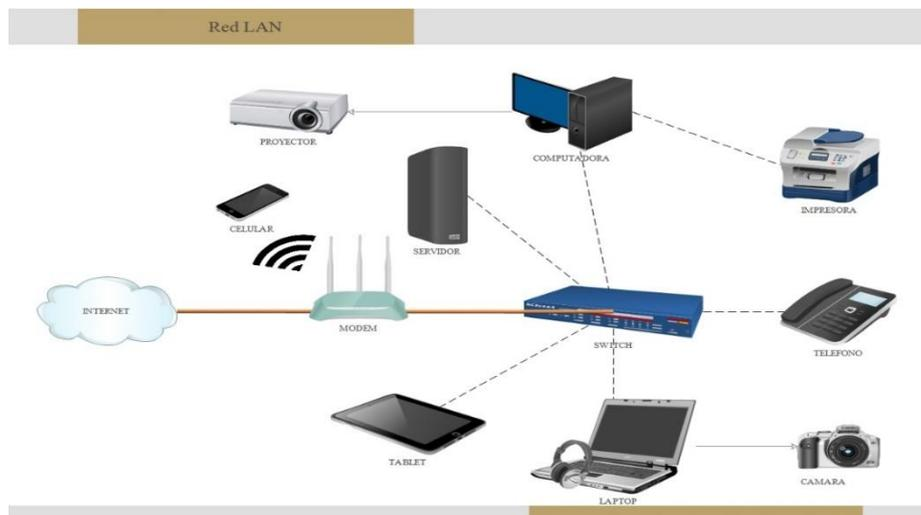 Red LAN
PROYECTOR
COMPUTADORA
IMPRESORA
CELULAR
SERVIDOR
INTERNET
MODEM
SWITCH
TELEFONO
TABLET
LAPTOP
CAMARA